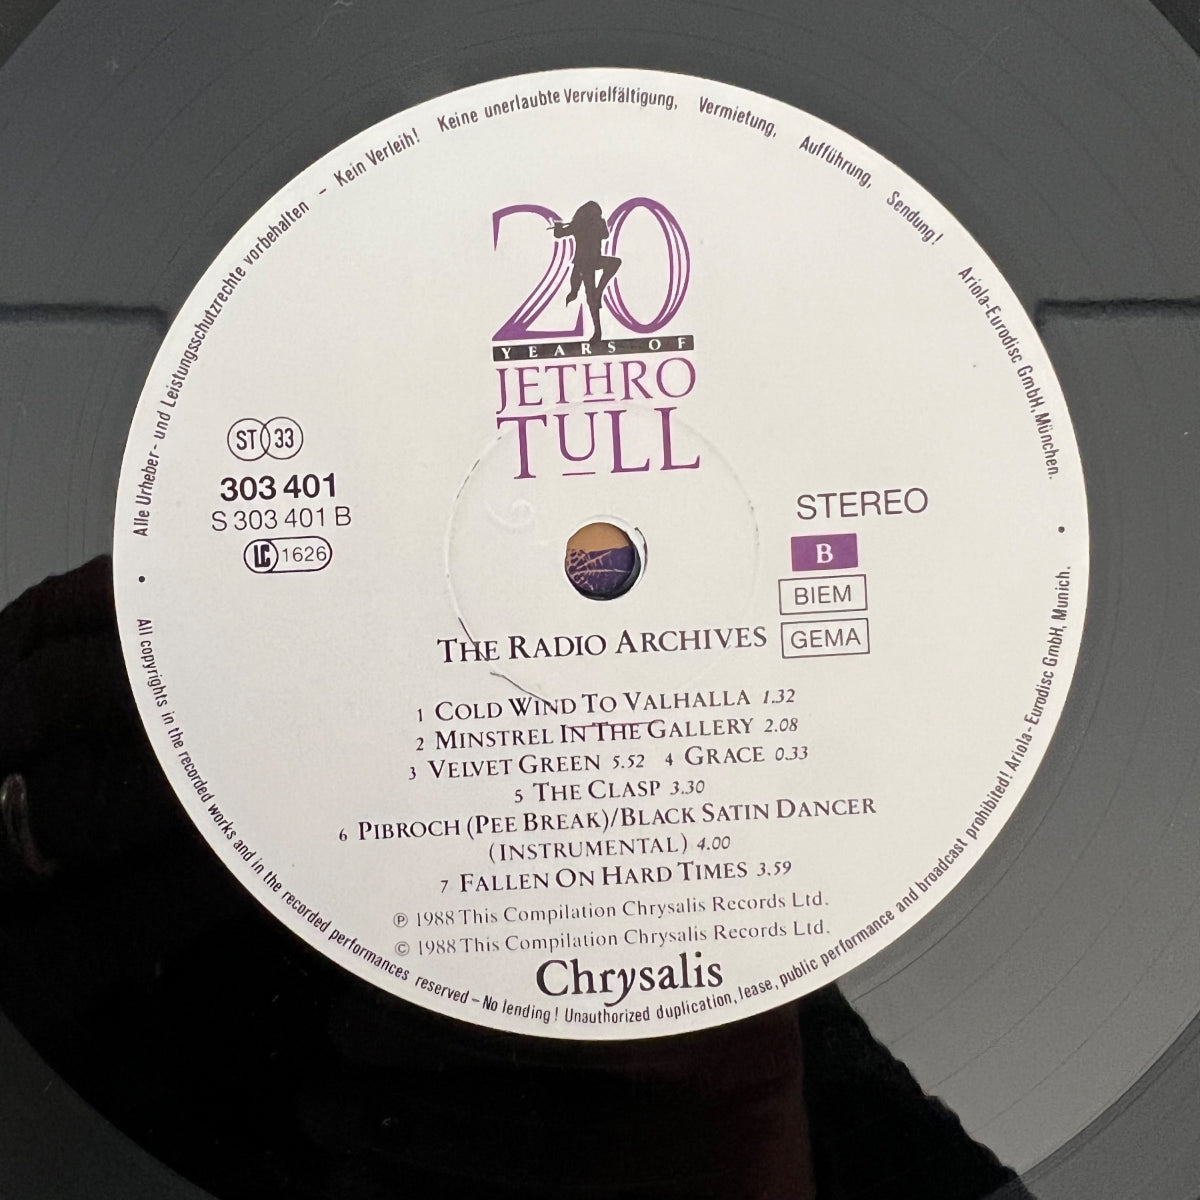 Alle Urheber- und Leistungsschutzrechte vorbehalten – Kein Verleih! Keine unerlaubte Vervielfältigung, Vermietung, Aufführung, Sendung! Ariola-Eurodisc GmbH, München.
20
YEARS OF
JETHRO
TULL
ST 33
303 401
S 303 401 B
LC 1626
STEREO
B
BIEM
GEMA
THE RADIO ARCHIVES
1 COLD WIND TO VALHALLA 1.32
2 MINSTREL IN THE GALLERY 2.08
3 VELVET GREEN 5.52 4 GRACE 0.33
5 THE CLASP 3.30
6 PIBROCH (PEE BREAK)/BLACK SATIN DANCER
(INSTRUMENTAL) 4.00
7 FALLEN ON HARD TIMES 3.59
℗ 1988 This Compilation Chrysalis Records Ltd.
© 1988 This Compilation Chrysalis Records Ltd.
Chrysalis
All copyrights in the recorded works and in the recorded performances reserved – No lending! Unauthorized duplication, lease, public performance and broadcast prohibited! Ariola-Eurodisc GmbH, Munich.